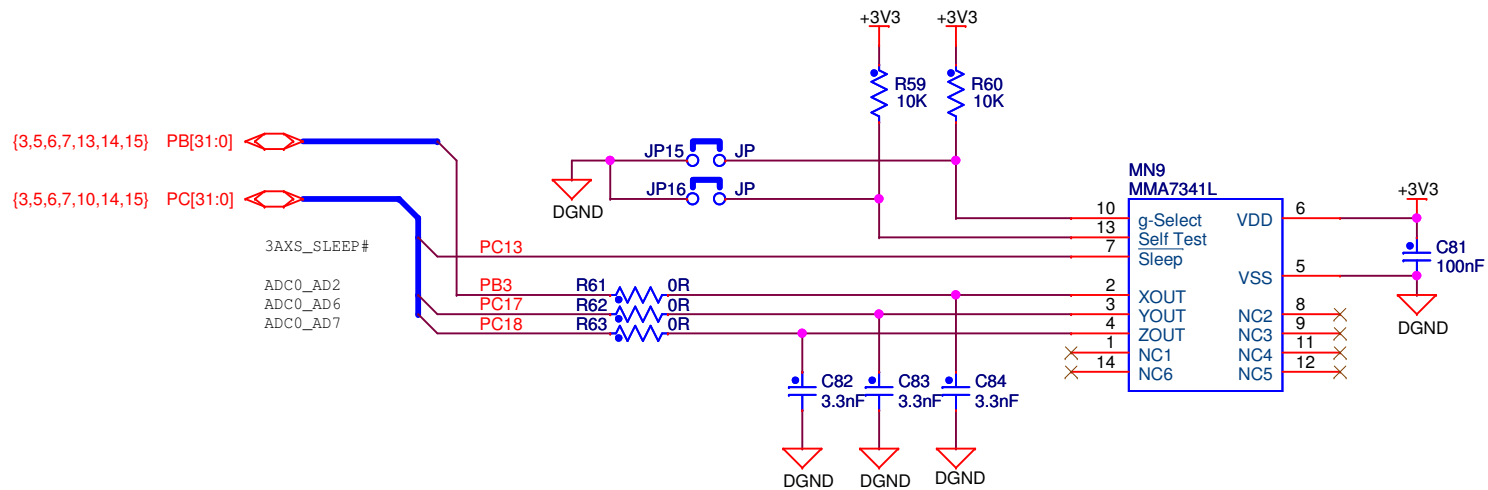 +3V3 +3V3
R59 10K
R60 10K
{3,5,6,7,13,14,15} PB[31:0]
JP15 JP
{3,5,6,7,10,14,15} PC[31:0]
JP16 JP
DGND
MN9
MMA7341L
+3V3
10 g-Select VDD 6
13 Self Test
3AXS_SLEEP# PC13 7 Sleep
C81
100nF
VSS 5
ADC0_AD2 PB3 R61 0R 2 XOUT
ADC0_AD6 PC17 R62 0R 3 YOUT NC2 8
ADC0_AD7 PC18 R63 0R 4 ZOUT NC3 9
DGND
1 NC1 NC4 11
14 NC6 NC5 12
C82 C83 C84
3.3nF 3.3nF 3.3nF
DGND DGND DGND